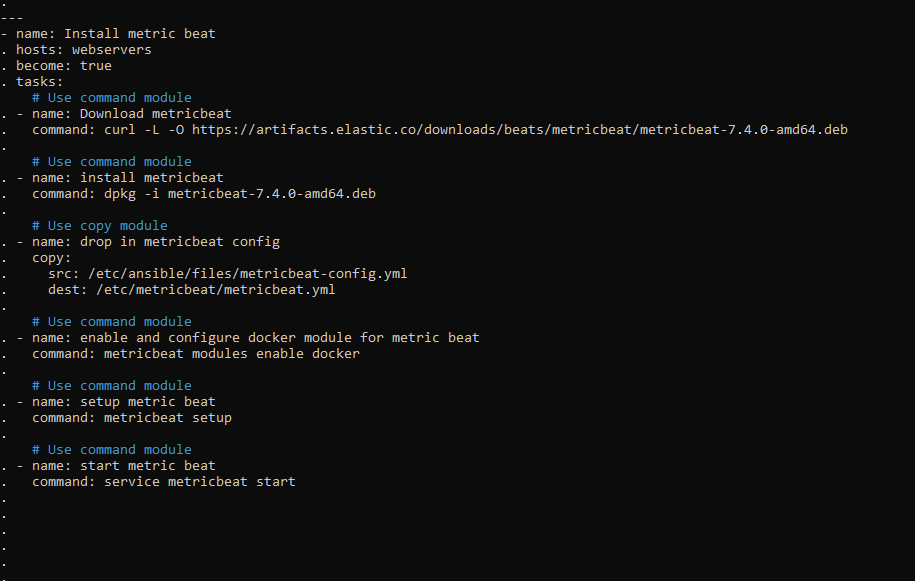 .
---
- name: Install metric beat
. hosts: webservers
. become: true
. tasks:
    # Use command module
. - name: Download metricbeat
.   command: curl -L -O https://artifacts.elastic.co/downloads/beats/metricbeat/metricbeat-7.4.0-amd64.deb
.
    # Use command module
. - name: install metricbeat
.   command: dpkg -i metricbeat-7.4.0-amd64.deb
.
    # Use copy module
. - name: drop in metricbeat config
.   copy:
.     src: /etc/ansible/files/metricbeat-config.yml
.     dest: /etc/metricbeat/metricbeat.yml
.
    # Use command module
. - name: enable and configure docker module for metric beat
.   command: metricbeat modules enable docker
.
    # Use command module
. - name: setup metric beat
.   command: metricbeat setup
.
    # Use command module
. - name: start metric beat
.   command: service metricbeat start
.
.
.
.
.
.